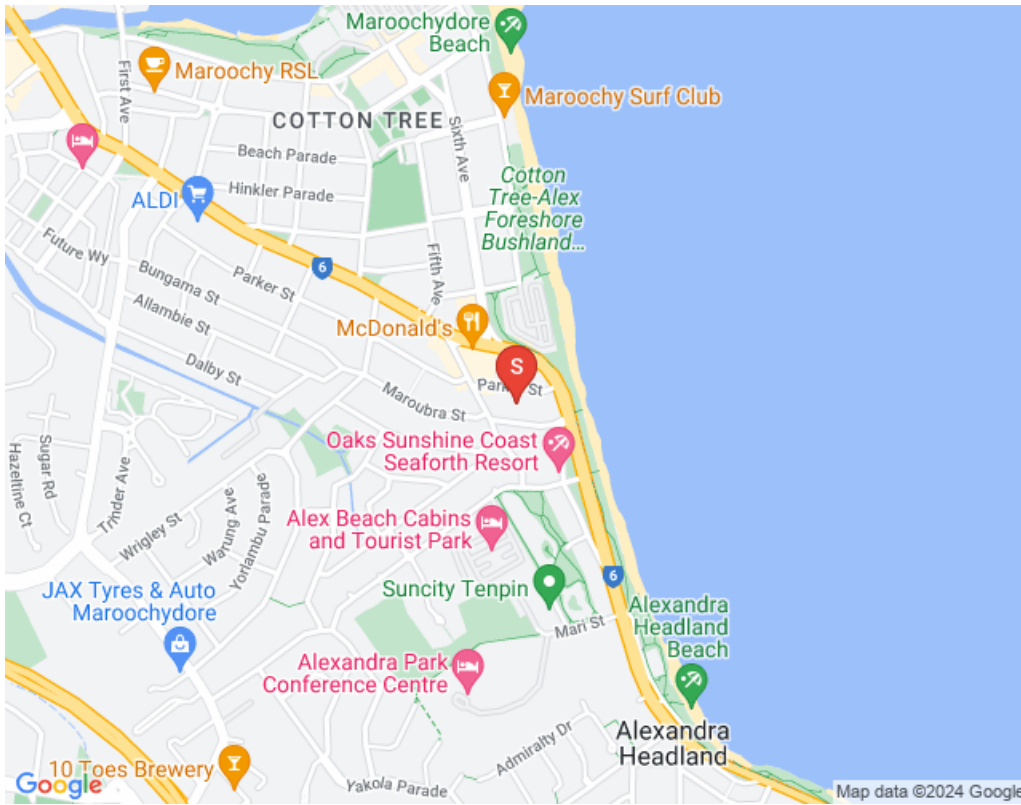 Maroochydore
Beach
Maroochy RSL
First Ave
Maroochy Surf Club
COTTON TREE
Sixth Ave
Beach Parade
Cotton
Tree-Alex
Foreshore
Bushland...
Hinkler Parade
ALDI
Future Wy
Fifth Ave
6
Bungama St
Parker St
Allambie St
McDonald's
S
Dalby St
Maroubra St
Oaks Sunshine Coast
Seaforth Resort
Sugar Rd
Hazeltine Ct
Trinder Ave
Wrigley St
Warung Ave
Yorlambu Parade
Alex Beach Cabins
and Tourist Park
Suncity Tenpin
6
JAX Tyres & Auto
Maroochydore
Alexandra
Headland
Beach
Mari St
Alexandra Park
Conference Centre
Admiralty Dr
Alexandra
Headland
10 Toes Brewery
Yakola Parade
Google
Map data ©2024 Google